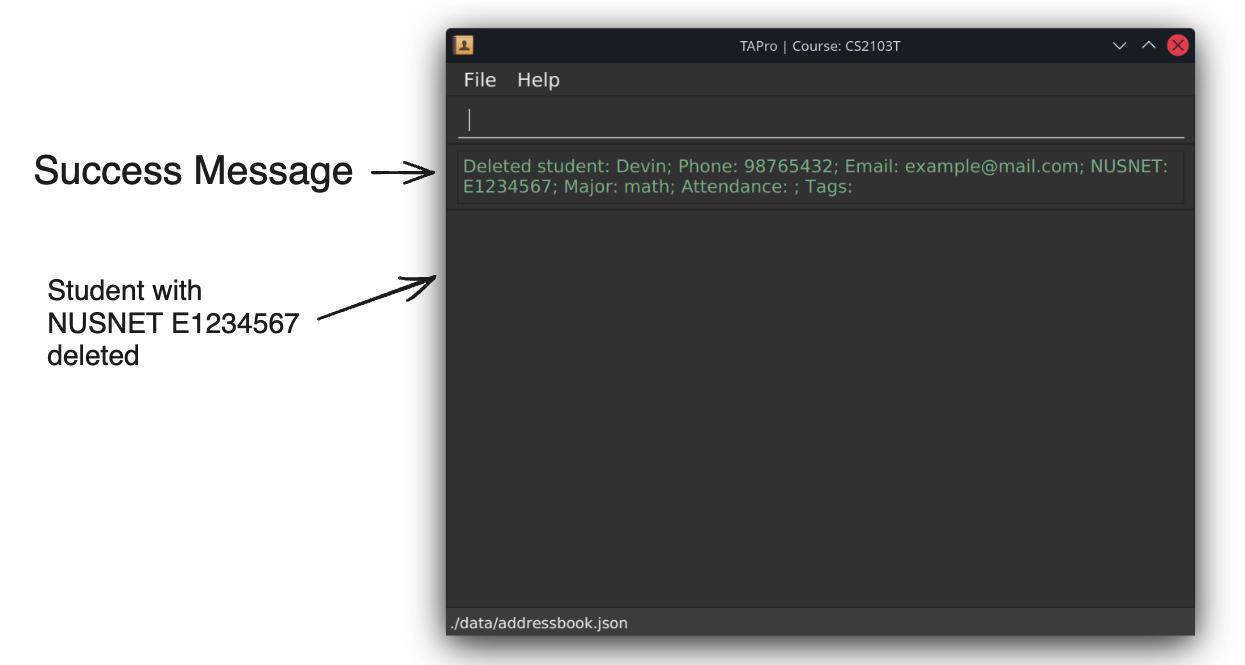 TAPro | Course: CS2103T
File Help
Success Message
Deleted student: Devin; Phone: 98765432; Email: example@mail.com; NUSNET:
E1234567; Major: math; Attendance: ; Tags:
Student with
NUSNET E1234567
deleted
./data/addressbook.json